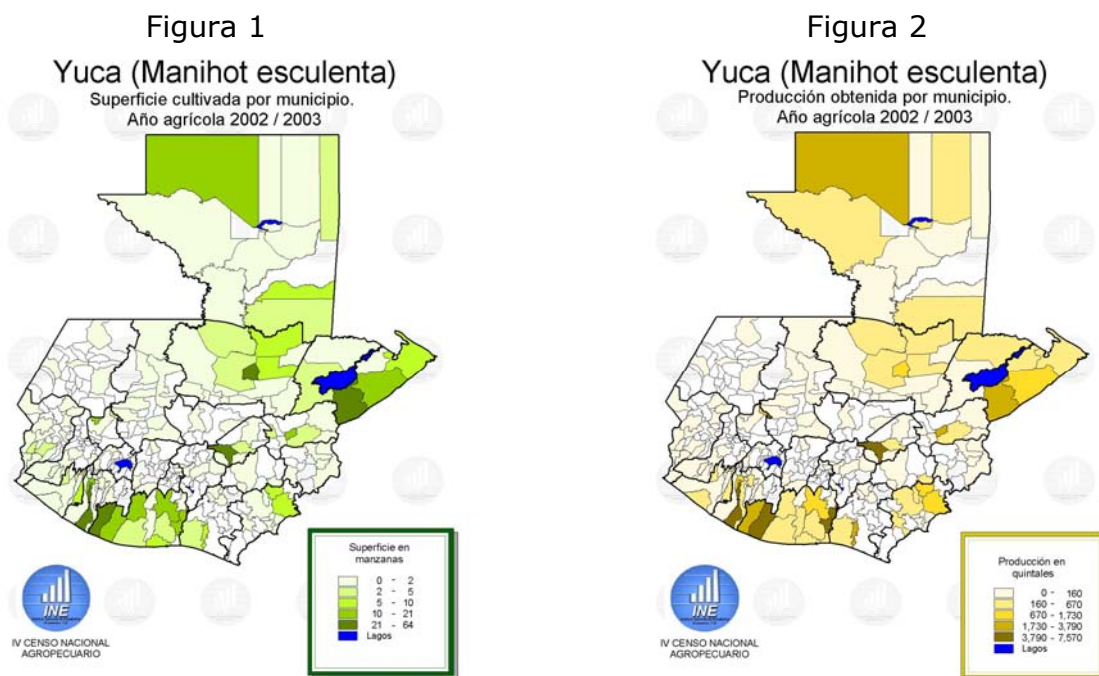 Figura 1
Yuca (Manihot esculenta)
Superficie cultivada por municipio.
Año agrícola 2002 / 2003
Superficie en
manzanas
0 - 2
2 - 5
5 - 10
10 - 21
21 - 64
Lagos
INE
IV CENSO NACIONAL
AGROPECUARIO
Figura 2
Yuca (Manihot esculenta)
Producción obtenida por municipio.
Año agrícola 2002 / 2003
Producción en
quintales
0 - 160
160 - 670
670 - 1,730
1,730 - 3,790
3,790 - 7,570
Lagos
INE
IV CENSO NACIONAL
AGROPECUARIO